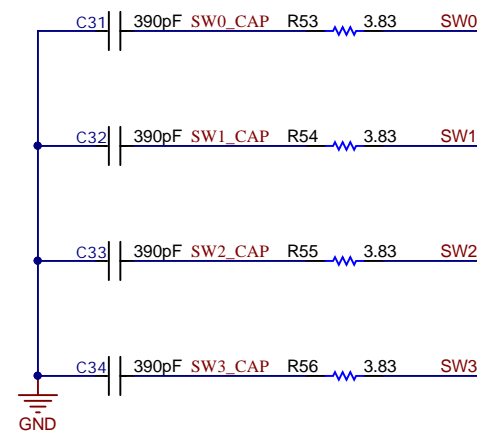 C31 390pF SW0_CAP R53 3.83 SW0
C32 390pF SW1_CAP R54 3.83 SW1
C33 390pF SW2_CAP R55 3.83 SW2
C34 390pF SW3_CAP R56 3.83 SW3
GND